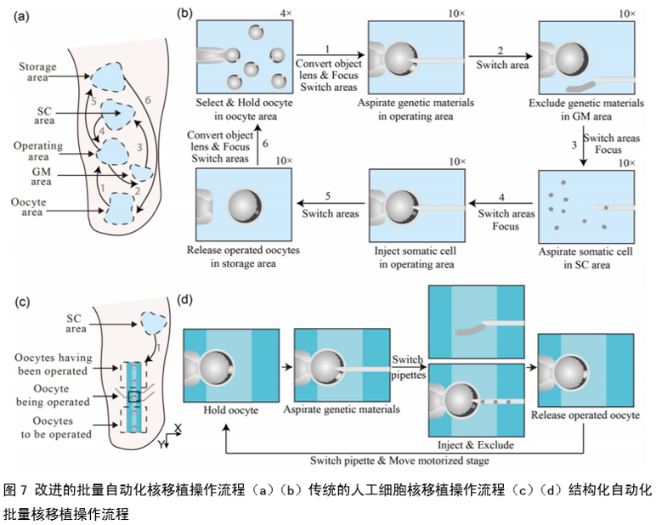 (a)
Storage
area
SC
area
Operating
area
GM
area
Oocyte
area
5
6
4
3
1
2
(b)
4×
Select & Hold oocyte
in oocyte area
1
Convert object
lens & Focus
Switch areas
10×
Aspirate genetic materials
in operating area
2
Switch area
10×
Exclude genetic materials
in GM area
3
Switch areas
Focus
10×
Aspirate somatic cell
in SC area
4
Switch areas
Focus
10×
Inject somatic cell
in operating area
5
Switch areas
10×
Release operated oocytes
in storage area
Convert object
lens & Focus
Switch areas
6
(c)
SC
area
1
Oocytes having
been operated
Oocyte
being operated
Oocytes
to be operated
X
Y
(d)
Hold oocyte
Aspirate genetic materials
Switch
pipettes
Inject & Exclude
Release operated oocyte
Switch pipette & Move motorized stage
图 7 改进的批量自动化核移植操作流程（a）（b）传统的人工细胞核移植操作流程（c）（d）结构化自动化
批量核移植操作流程